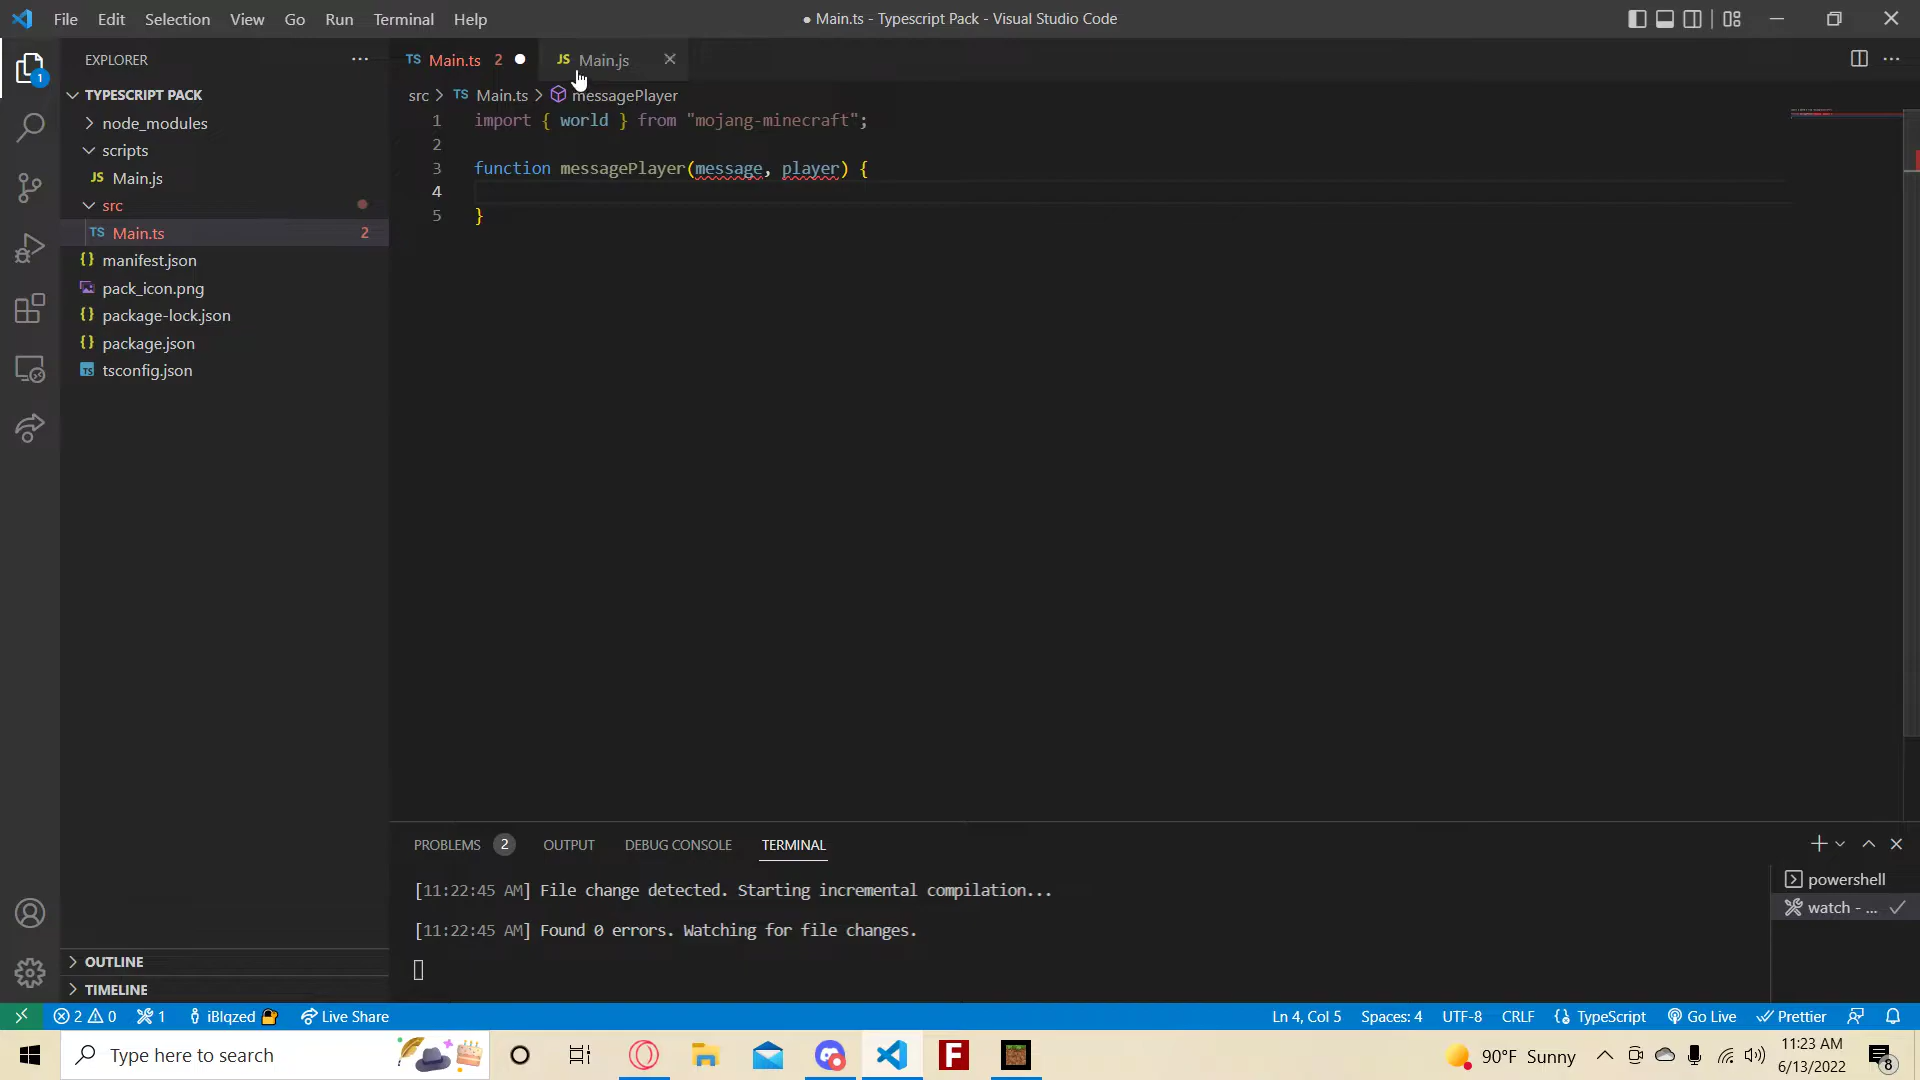 File Edit Selection View Go Run Terminal Help
● Main.ts - Typescript Pack - Visual Studio Code
EXPLORER
TS Main.ts 2
JS Main.js
1
TYPESCRIPT PACK
node_modules
scripts
JS Main.js
src
TS Main.ts 2
manifest.json
pack_icon.png
package-lock.json
package.json
TS tsconfig.json
OUTLINE
TIMELINE
src > TS Main.ts > messagePlayer
1 import { world } from "mojang-minecraft";
2
3 function messagePlayer(message, player) {
4
5 }
PROBLEMS 2 OUTPUT DEBUG CONSOLE TERMINAL
[11:22:45 AM] File change detected. Starting incremental compilation...
[11:22:45 AM] Found 0 errors. Watching for file changes.
powershell
watch - ...
2 0 1 iBlqzed Live Share
Ln 4, Col 5 Spaces: 4 UTF-8 CRLF {} TypeScript Go Live Prettier
Type here to search
F
90°F Sunny
11:23 AM
6/13/2022
8